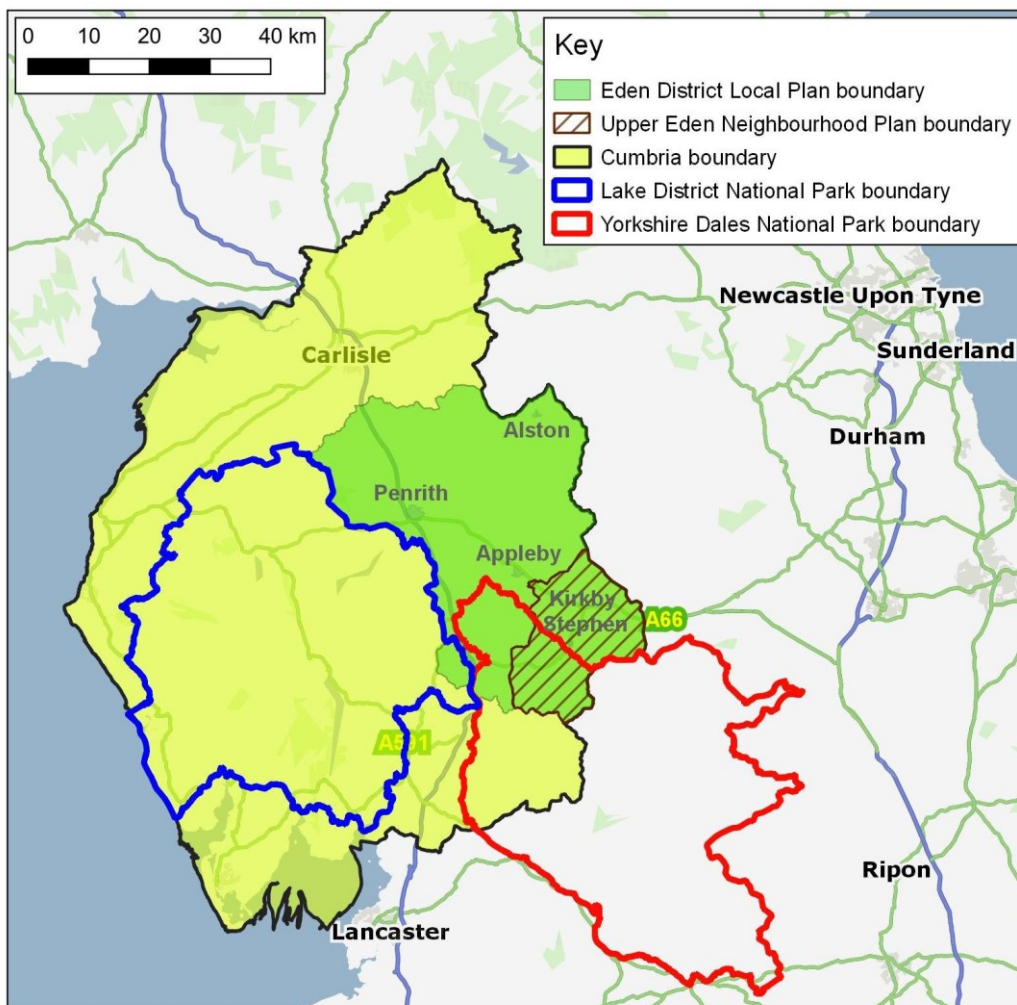 0 10 20 30 40 km
Key
Eden District Local Plan boundary
Upper Eden Neighbourhood Plan boundary
Cumbria boundary
Lake District National Park boundary
Yorkshire Dales National Park boundary
Newcastle Upon Tyne
Sunderland
Carlisle
Alston
Durham
Penrith
Appleby
Kirkby
Stephen
A66
A591
Ripon
Lancaster